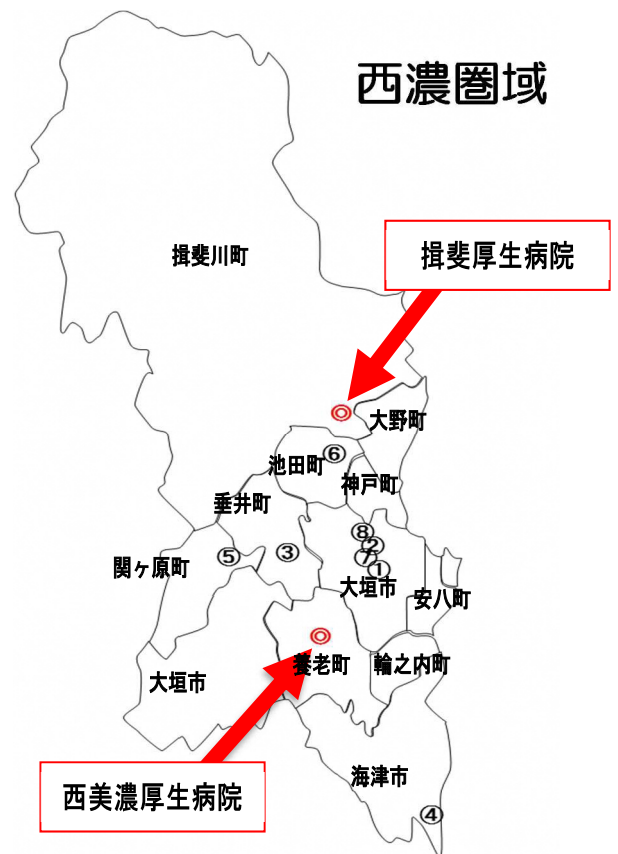 西濃圏域
揖斐厚生病院
揖斐川町
大野町
⑥
池田町
神戸町
垂井町
⑧
②
⑦
①
③
⑤
関ヶ原町
大垣市
安八町
養老町
輪之内町
大垣市
西美濃厚生病院
海津市
④